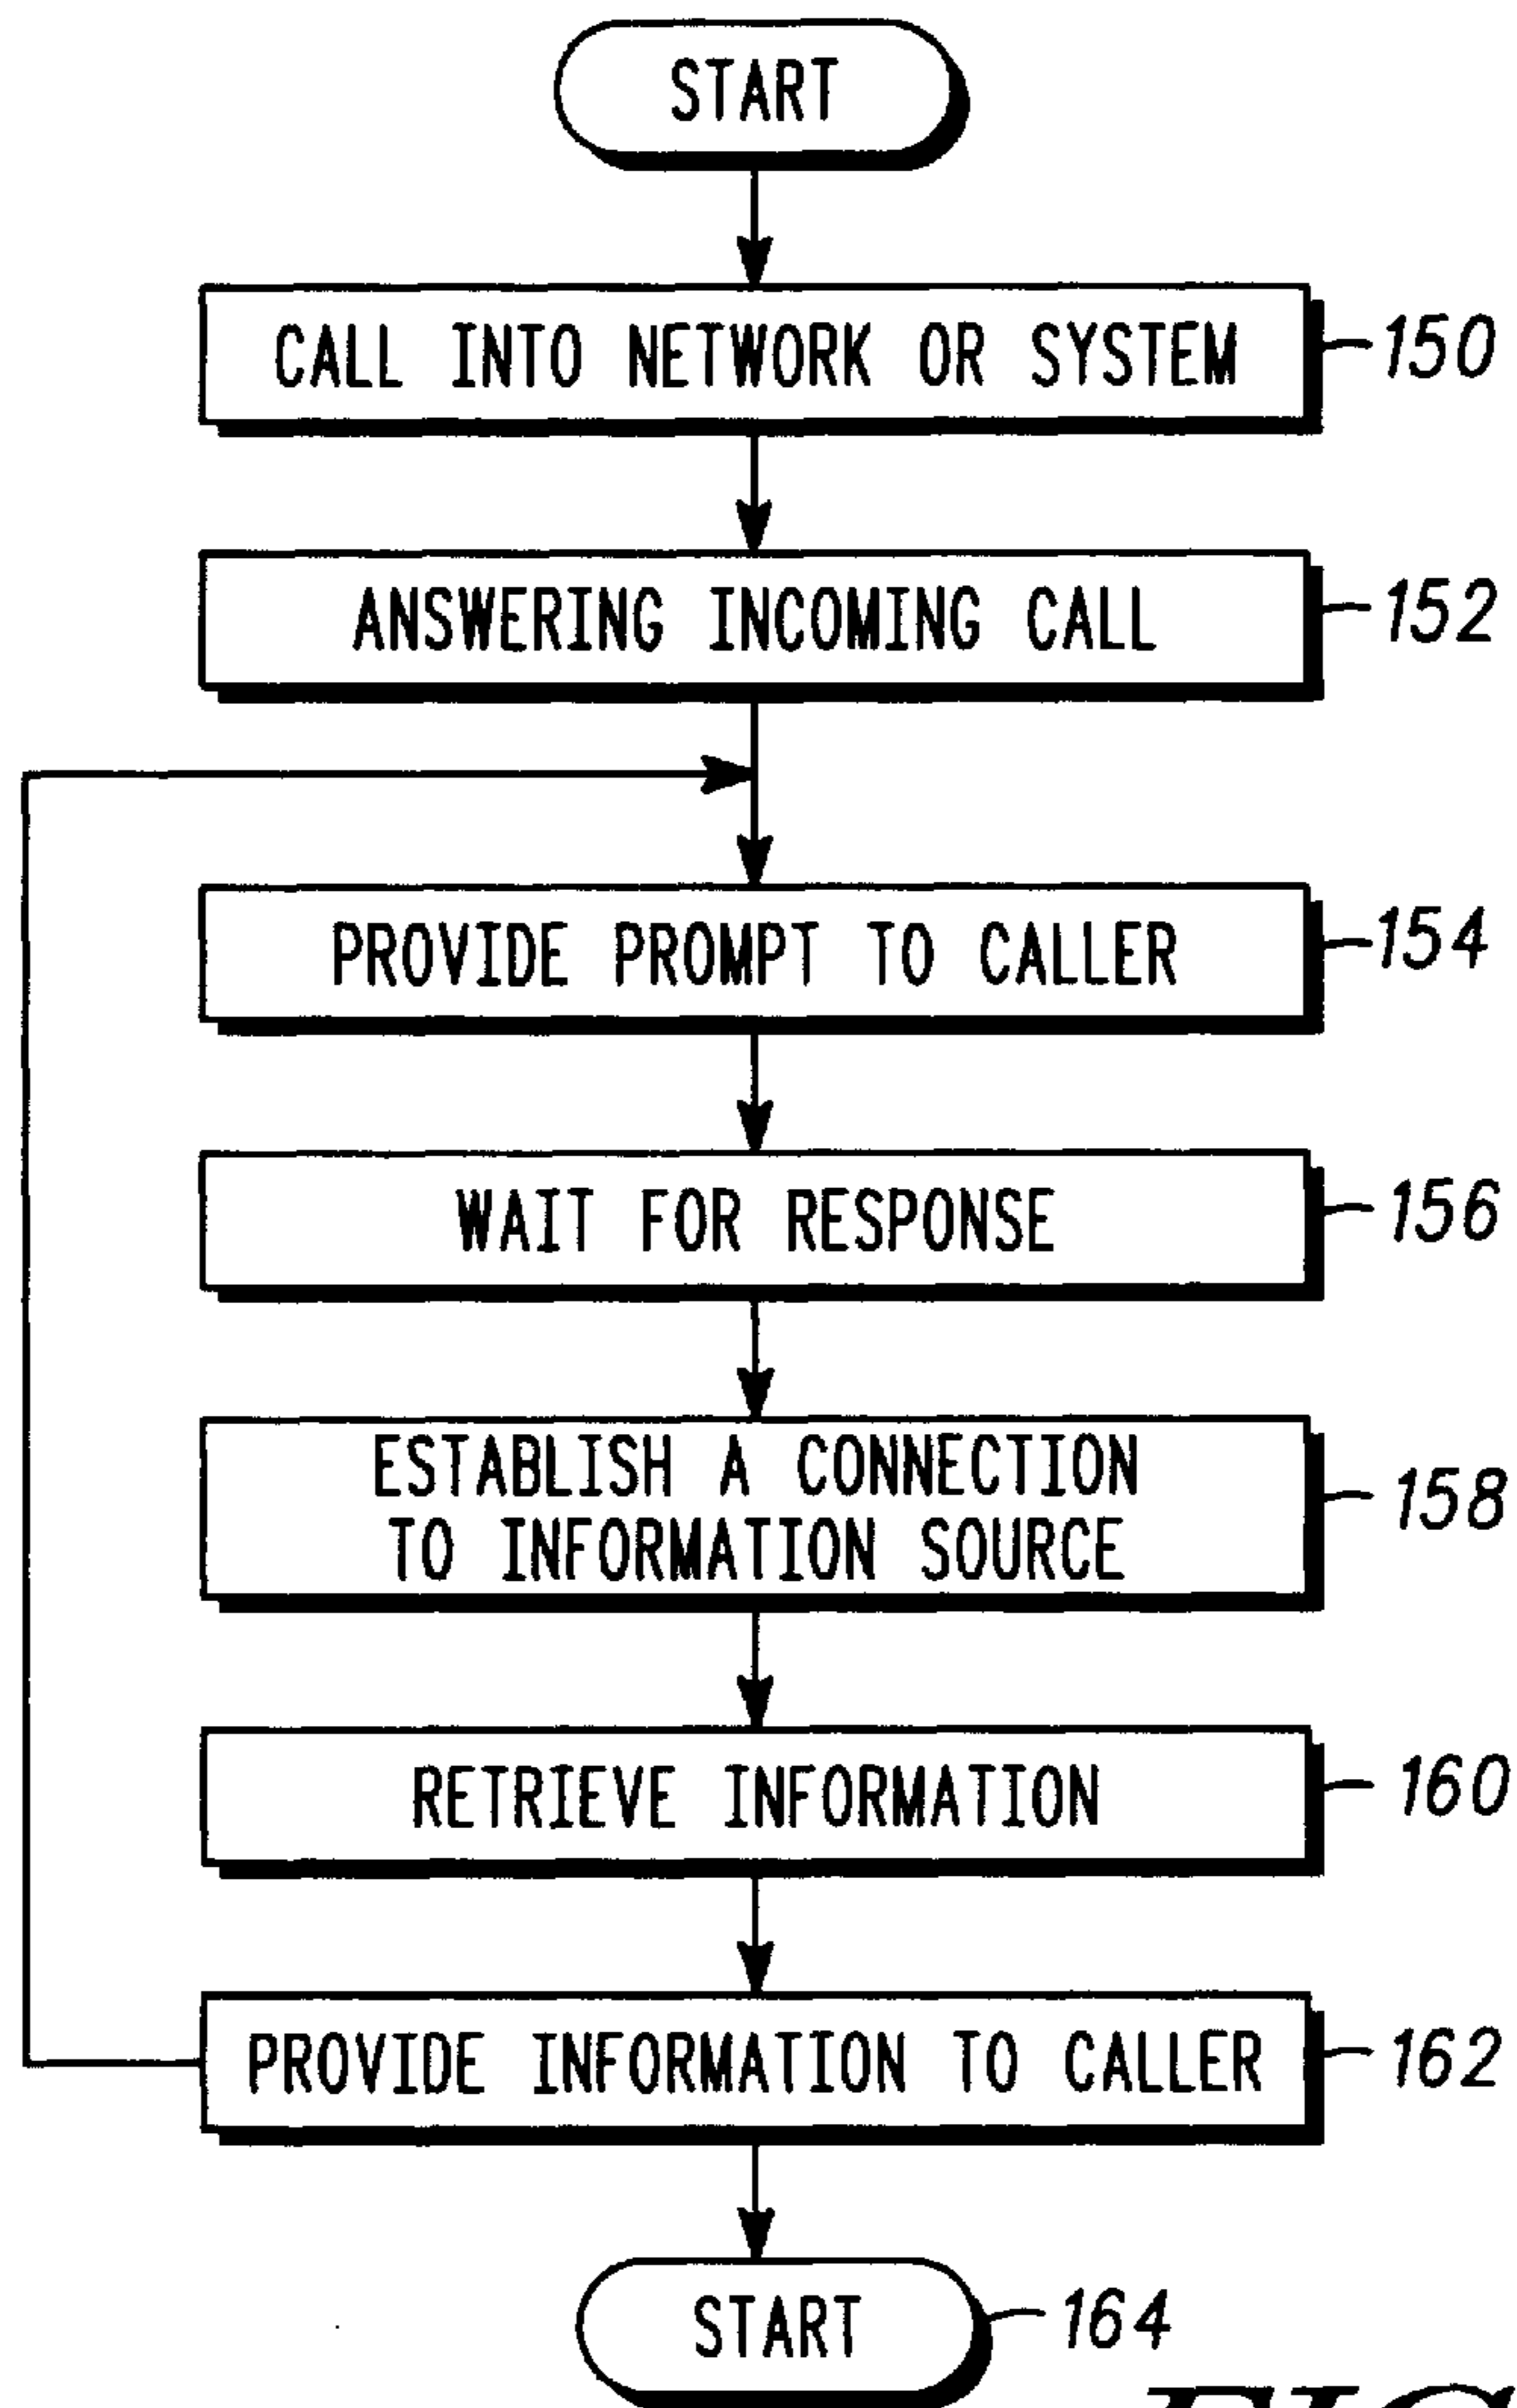 START
CALL INTO NETWORK OR SYSTEM
150
ANSWERING INCOMING CALL
152
PROVIDE PROMPT TO CALLER
154
WAIT FOR RESPONSE
156
ESTABLISH A CONNECTION
158
TO INFORMATION SOURCE
RETRIEVE INFORMATION
160
PROVIDE INFORMATION TO CALLER
162
START
164